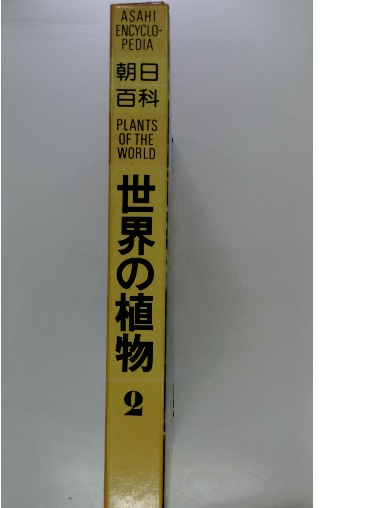 ASAHI
ENCYCLO-
PEDIA
朝日
百科
PLANTS
OF THE
WORLD
世界の植物
2